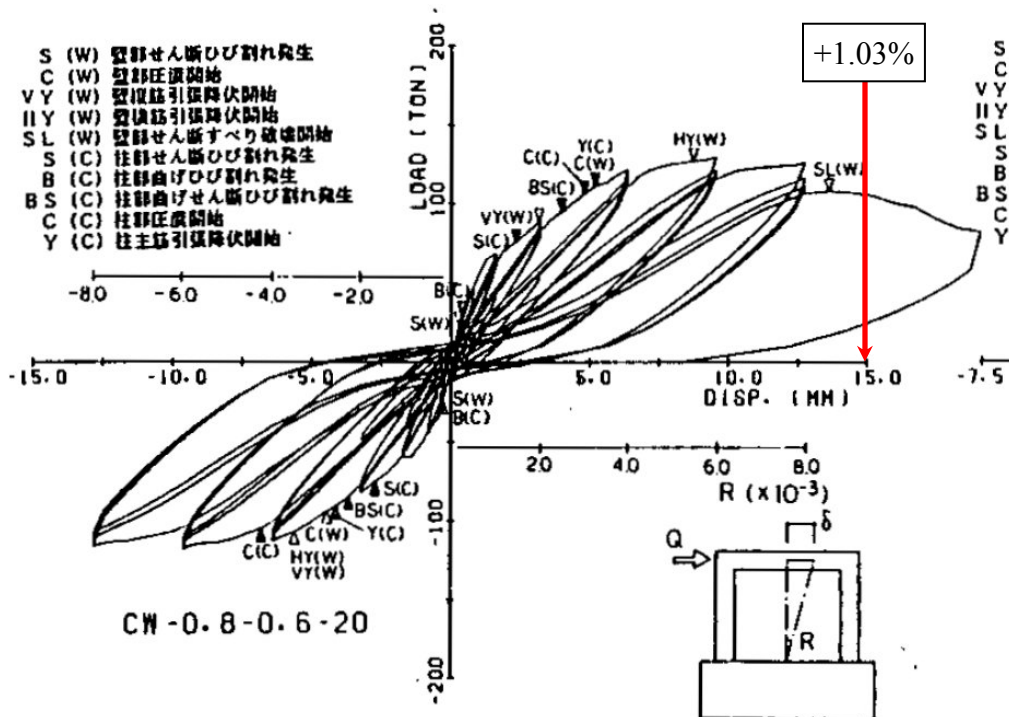 S (W) 壁部せん断ひび割れ発生
C (W) 壁部圧潰開始
VY (W) 壁縦筋引張降伏開始
HY (W) 壁横筋引張降伏開始
SL (W) 壁部せん断すべり破壊開始
S (C) 柱部せん断ひび割れ発生
B (C) 柱部曲げひび割れ発生
BS (C) 柱部曲げせん断ひび割れ発生
C (C) 柱部圧潰開始
Y (C) 柱主筋引張降伏開始
200
LOAD (TON)
+1.03%
S
C
VY
IIY
SL
S
B
BS
C
Y
Y(C)
C(C) C(W)
HY(W)
BS(C)
SL(W)
100
VY(W)
S(C)
B(C)
S(W)
-8.0 -6.0 -4.0 -2.0
-15.0 -10.0 -5.0 5.0 10.0 15.0 -7.5
DISP. (MM)
S(W)
B(C)
2.0 4.0 6.0 8.0
R (×10⁻³)
S(C)
BS(C)
Y(C)
C(W)
C(C)
HY(W)
VY(W)
-100
δ
Q
R
CW-0.8-0.6-20
-200